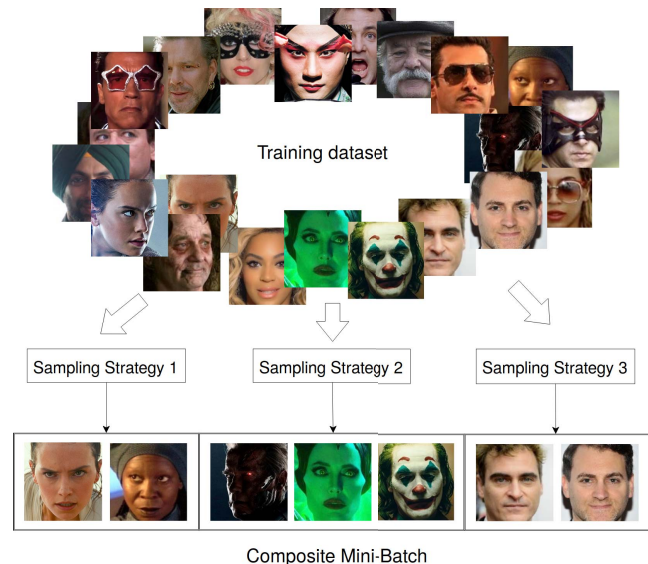 Training dataset
Sampling Strategy 1
Sampling Strategy 2
Sampling Strategy 3
Composite Mini-Batch